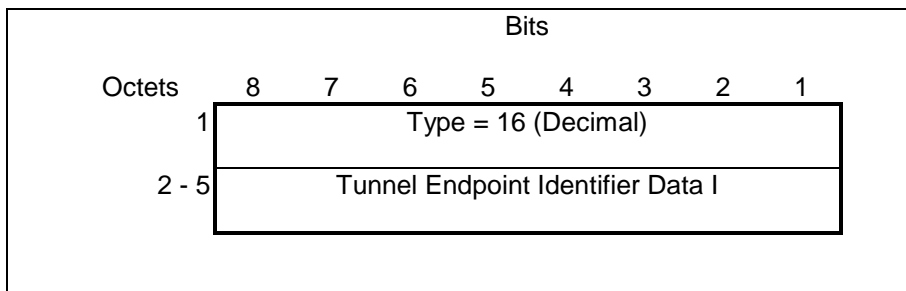 Bits
Octets 8 7 6 5 4 3 2 1
1 Type = 16 (Decimal)
2 - 5 Tunnel Endpoint Identifier Data I